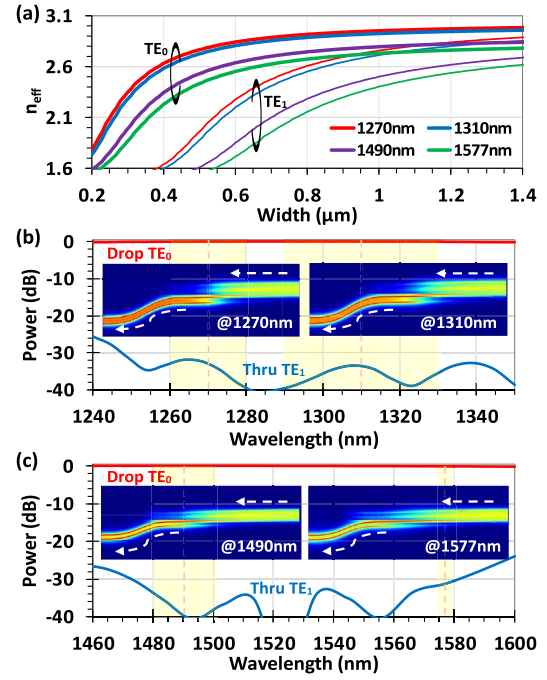 (a)
3.1
2.6
2.1
1.6
n_eff
TE₀
TE₁
1270nm
1310nm
1490nm
1577nm
0.2 0.4 0.6 0.8 1 1.2 1.4
Width (μm)
(b)
0
-10
-20
-30
-40
Power (dB)
Drop TE₀
@1270nm
@1310nm
Thru TE₁
1240 1260 1280 1300 1320 1340
Wavelength (nm)
(c)
0
-10
-20
-30
-40
Power (dB)
Drop TE₀
@1490nm
@1577nm
Thru TE₁
1460 1480 1500 1520 1540 1560 1580 1600
Wavelength (nm)